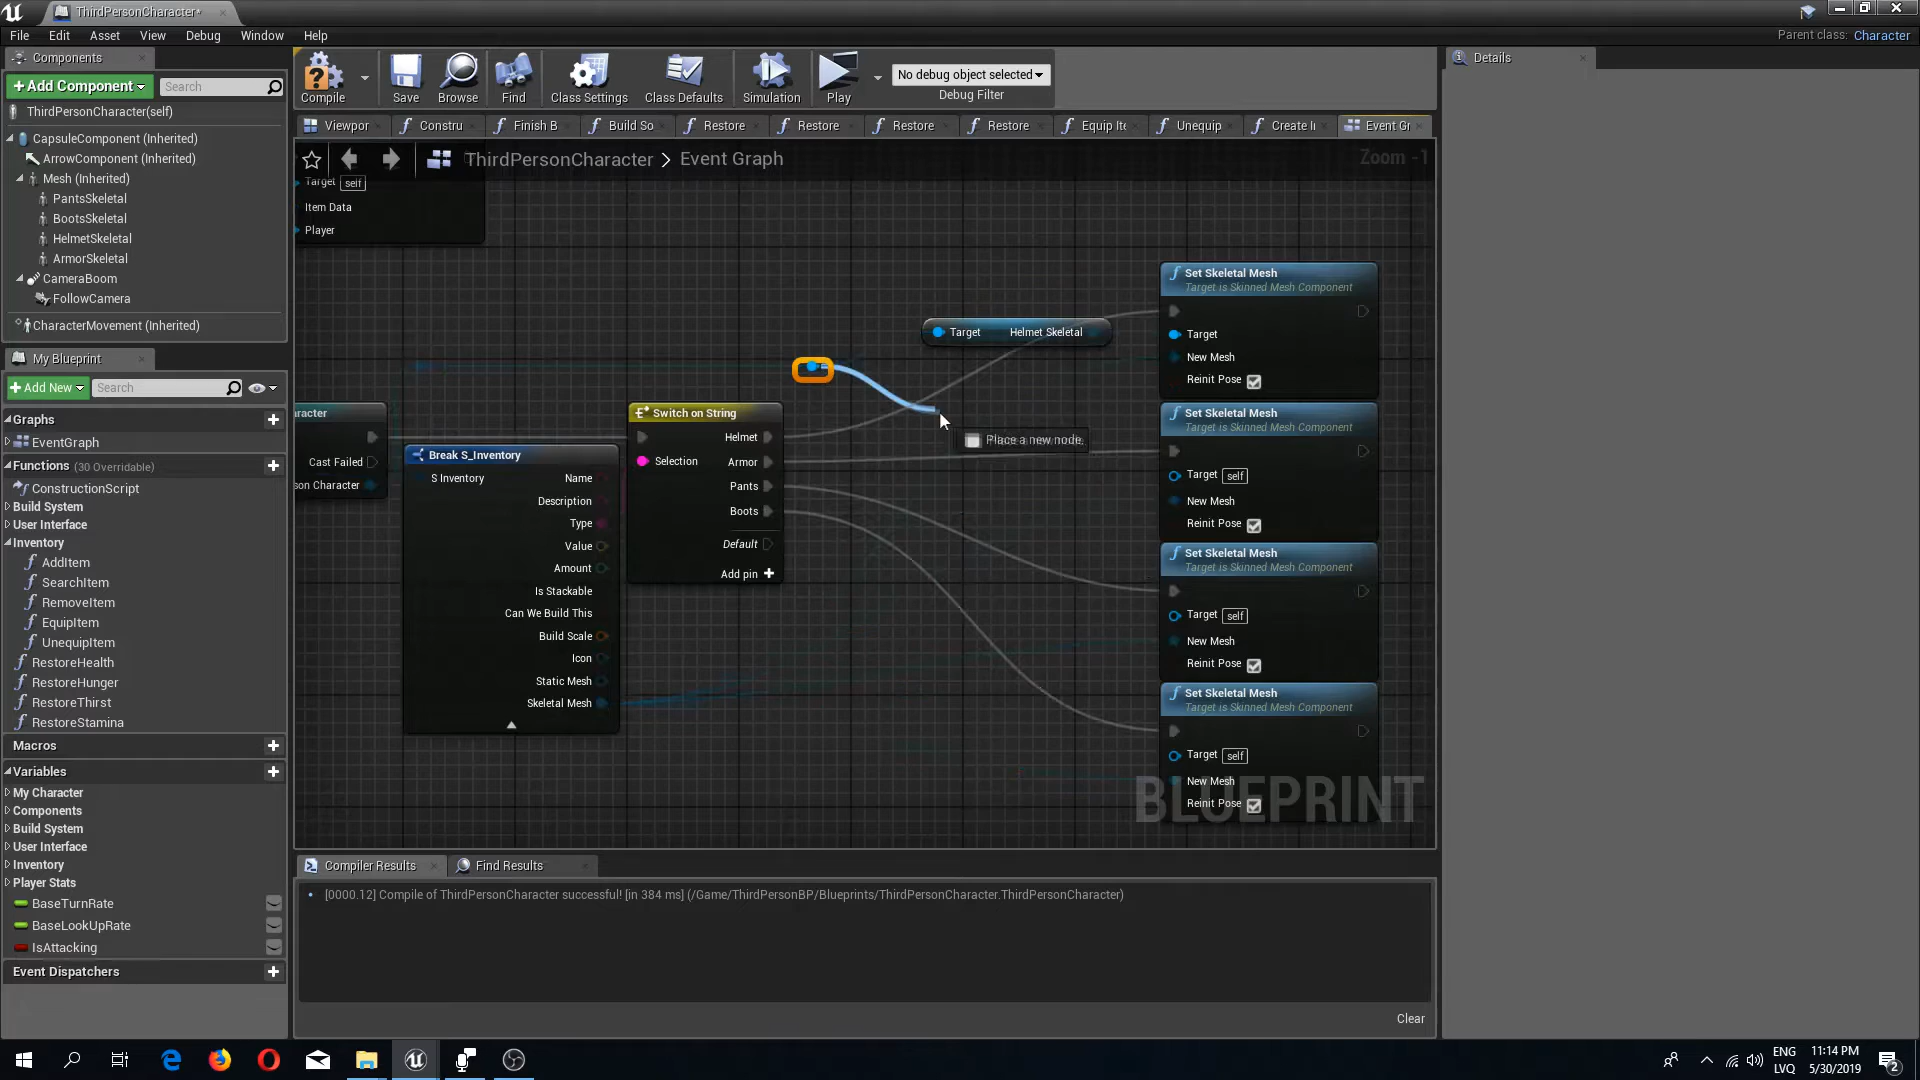 ThirdPersonCharacter*
File Edit Asset View Debug Window Help
Parent class: Character
Components
+ Add Component
Search
ThirdPersonCharacter(self)
CapsuleComponent (Inherited)
ArrowComponent (Inherited)
Mesh (Inherited)
PantsSkeletal
BootsSkeletal
HelmetSkeletal
ArmorSkeletal
CameraBoom
FollowCamera
CharacterMovement (Inherited)
My Blueprint
+ Add New
Search
Graphs
EventGraph
Functions (30 Overridable)
ConstructionScript
Build System
User Interface
Inventory
AddItem
SearchItem
RemoveItem
EquipItem
UnequipItem
RestoreHealth
RestoreHunger
RestoreThirst
RestoreStamina
Macros
Variables
My Character
Components
Build System
User Interface
Inventory
Player Stats
BaseTurnRate
BaseLookUpRate
IsAttacking
Event Dispatchers
Compile
Save
Browse
Find
Class Settings
Class Defaults
Simulation
Play
No debug object selected
Debug Filter
Viewpor
Constru
Finish B
Build So
Restore
Restore
Restore
Restore
Equip Ite
Unequip
Create I
Event Gr
ThirdPersonCharacter > Event Graph
Zoom -1
Target self
Item Data
Player
aracter
Cast Failed
son Character
Break S_Inventory
S Inventory
Name
Description
Type
Value
Amount
Is Stackable
Can We Build This
Build Scale
Icon
Static Mesh
Skeletal Mesh
Switch on String
Selection
Helmet
Armor
Pants
Boots
Default
Add pin +
Target Helmet Skeletal
Place a new node.
Set Skeletal Mesh
Target is Skinned Mesh Component
Target
New Mesh
Reinit Pose
Set Skeletal Mesh
Target is Skinned Mesh Component
Target self
New Mesh
Reinit Pose
Set Skeletal Mesh
Target is Skinned Mesh Component
Target self
New Mesh
Reinit Pose
Set Skeletal Mesh
Target is Skinned Mesh Component
Target self
New Mesh
Reinit Pose
BLUEPRINT
Compiler Results
Find Results
[0000.12] Compile of ThirdPersonCharacter successful! [in 384 ms] (/Game/ThirdPersonBP/Blueprints/ThirdPersonCharacter.ThirdPersonCharacter)
Clear
Details
ENG
LVQ
11:14 PM
5/30/2019
2